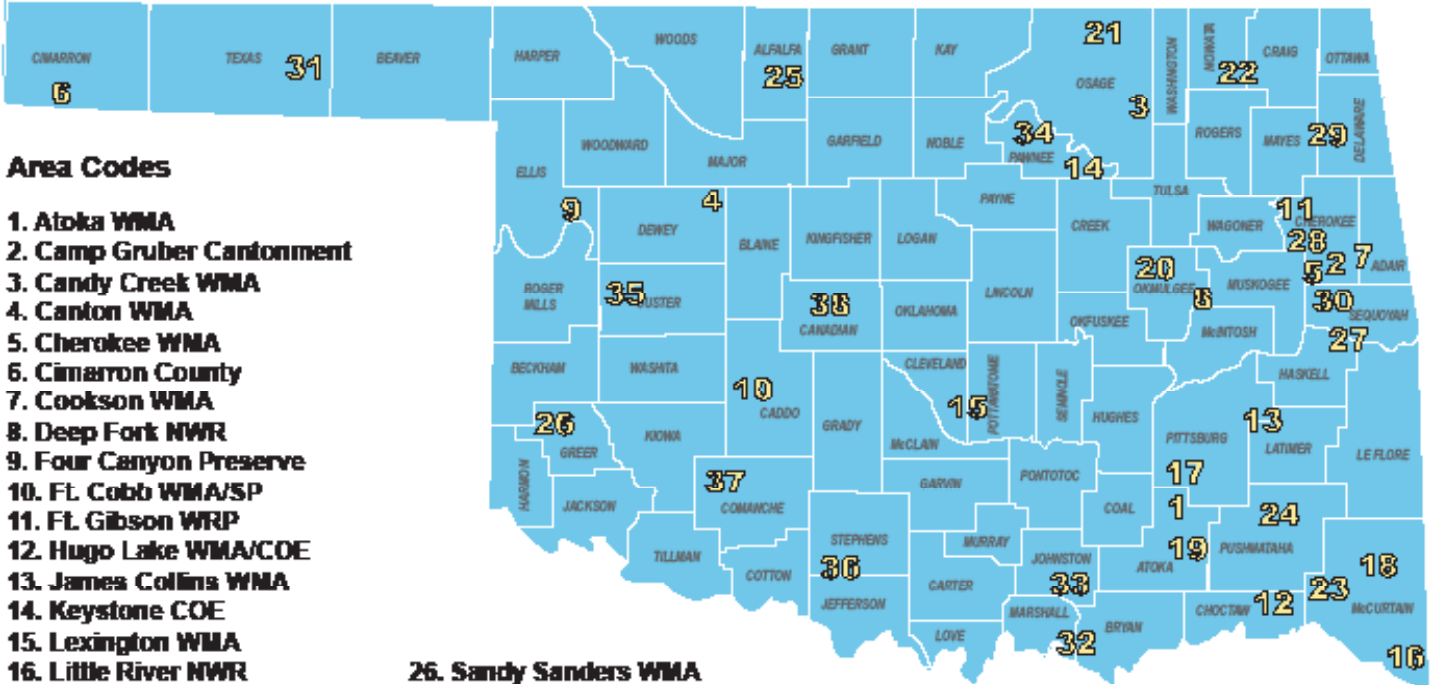 21
CIMARRON
TEXAS
31
BEAVER
HARPER
WOODS
ALFALFA
GRANT
KAY
OSAGE
WASHINGTON
NOWATA
CRAIG
OTTAWA
6
25
3
22
WOODWARD
MAJOR
GARFIELD
NOBLE
34
PAWNEE
14
ROGERS
MAYES
29
DELAWARE
Area Codes
ELLIS
9
DEWEY
4
BLAINE
KINGFISHER
LOGAN
PAYNE
CREEK
TULSA
WAGONER
11
CHEROKEE
28
1. Atoka WMA
2. Camp Gruber Cantonment
3. Candy Creek WMA
4. Canton WMA
5. Cherokee WMA
6. Cimarron County
7. Cookson WMA
8. Deep Fork NWR
9. Four Canyon Preserve
10. Ft. Cobb WMA/SP
11. Ft. Gibson WRP
12. Hugo Lake WMA/COE
13. James Collins WMA
14. Keystone COE
15. Lexington WMA
16. Little River NWR
26. Sandy Sanders WMA
ROGER
MILLS
35
CUSTER
38
CANADIAN
OKLAHOMA
LINCOLN
20
OKMULGEE
8
MUSKOGEE
5
2
7
ADAIR
30
SEQUOYAH
OKFUSKEE
McINTOSH
27
BECKHAM
WASHITA
10
CADDO
GRADY
CLEVELAND
15
POTTAWATOMIE
SEMINOLE
HUGHES
HASKELL
13
26
GREER
KIOWA
McCLAIN
PITTSBURG
LATIMER
LE FLORE
HARMON
JACKSON
37
COMANCHE
GARVIN
PONTOTOC
COAL
17
1
24
TILLMAN
COTTON
STEPHENS
36
MURRAY
JOHNSTON
33
ATOKA
19
PUSHMATAHA
18
JEFFERSON
CARTER
MARSHALL
BRYAN
CHOCTAW
12
23
McCURTAIN
LOVE
32
16